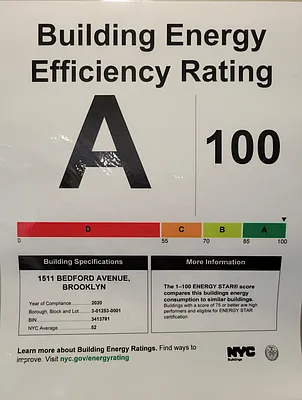 Building Energy
Efficiency Rating
A
100
D C B A
0 55 70 85 100
Building Specifications
1511 BEDFORD AVENUE,
BROOKLYN
Year of Compliance 2020
Borough, Block and Lot 3-01253-0001
BIN 3413781
NYC Average 52
More Information
The 1–100 ENERGY STAR® score
compares this buildings energy
consumption to similar buildings.
Buildings with a score of 75 or better are high
performers and eligible for ENERGY STAR
certification
Learn more about Building Energy Ratings. Find ways to
improve. Visit nyc.gov/energyrating
NYC
Buildings